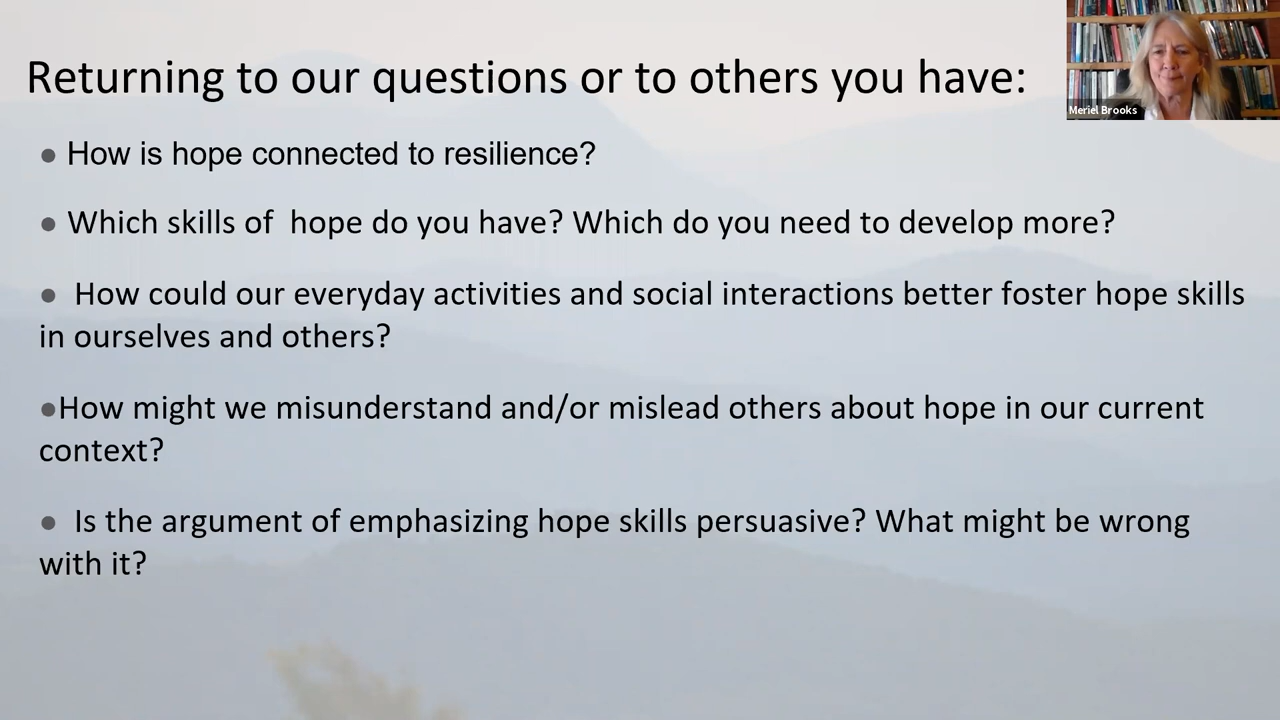 Returning to our questions or to others you have:
Meriel Brooks
● How is hope connected to resilience?
● Which skills of  hope do you have? Which do you need to develop more?
●  How could our everyday activities and social interactions better foster hope skills
in ourselves and others?
●How might we misunderstand and/or mislead others about hope in our current
context?
●  Is the argument of emphasizing hope skills persuasive? What might be wrong
with it?